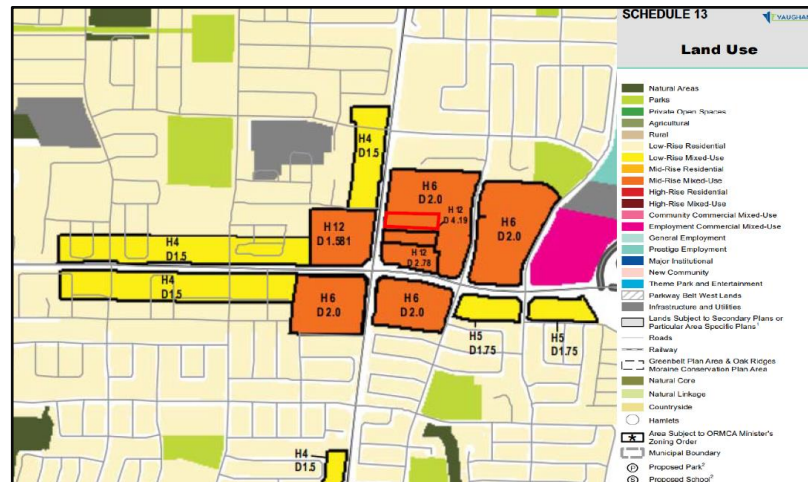 SCHEDULE 13
VAUGHAN
Land Use
Natural Areas
Parks
Private Open Spaces
Agricultural
Rural
Low-Rise Residential
Low-Rise Mixed-Use
Mid-Rise Residential
Mid-Rise Mixed-Use
High-Rise Residential
High-Rise Mixed-Use
Community Commercial Mixed-Use
Employment Commercial Mixed-Use
General Employment
Prestige Employment
Major Institutional
New Community
Theme Park and Entertainment
Parkway Belt West Lands
Infrastructure and Utilities
Lands Subject to Secondary Plans or
Particular Area Specific Plans¹
Roads
Railway
Greenbelt Plan Area & Oak Ridges
Moraine Conservation Plan Area
Natural Core
Natural Linkage
Countryside
Hamlets
Area Subject to ORMCA Minister's
Zoning Order
Municipal Boundary
P Proposed Park²
S Proposed School²
H4
D1.5
H6
D2.0
H12
D4.19
H6
D2.0
H12
D1.581
H12
D2.78
H4
D1.5
H4
D1.5
H6
D2.0
H6
D2.0
H5
D1.75
H5
D1.75
H4
D1.5